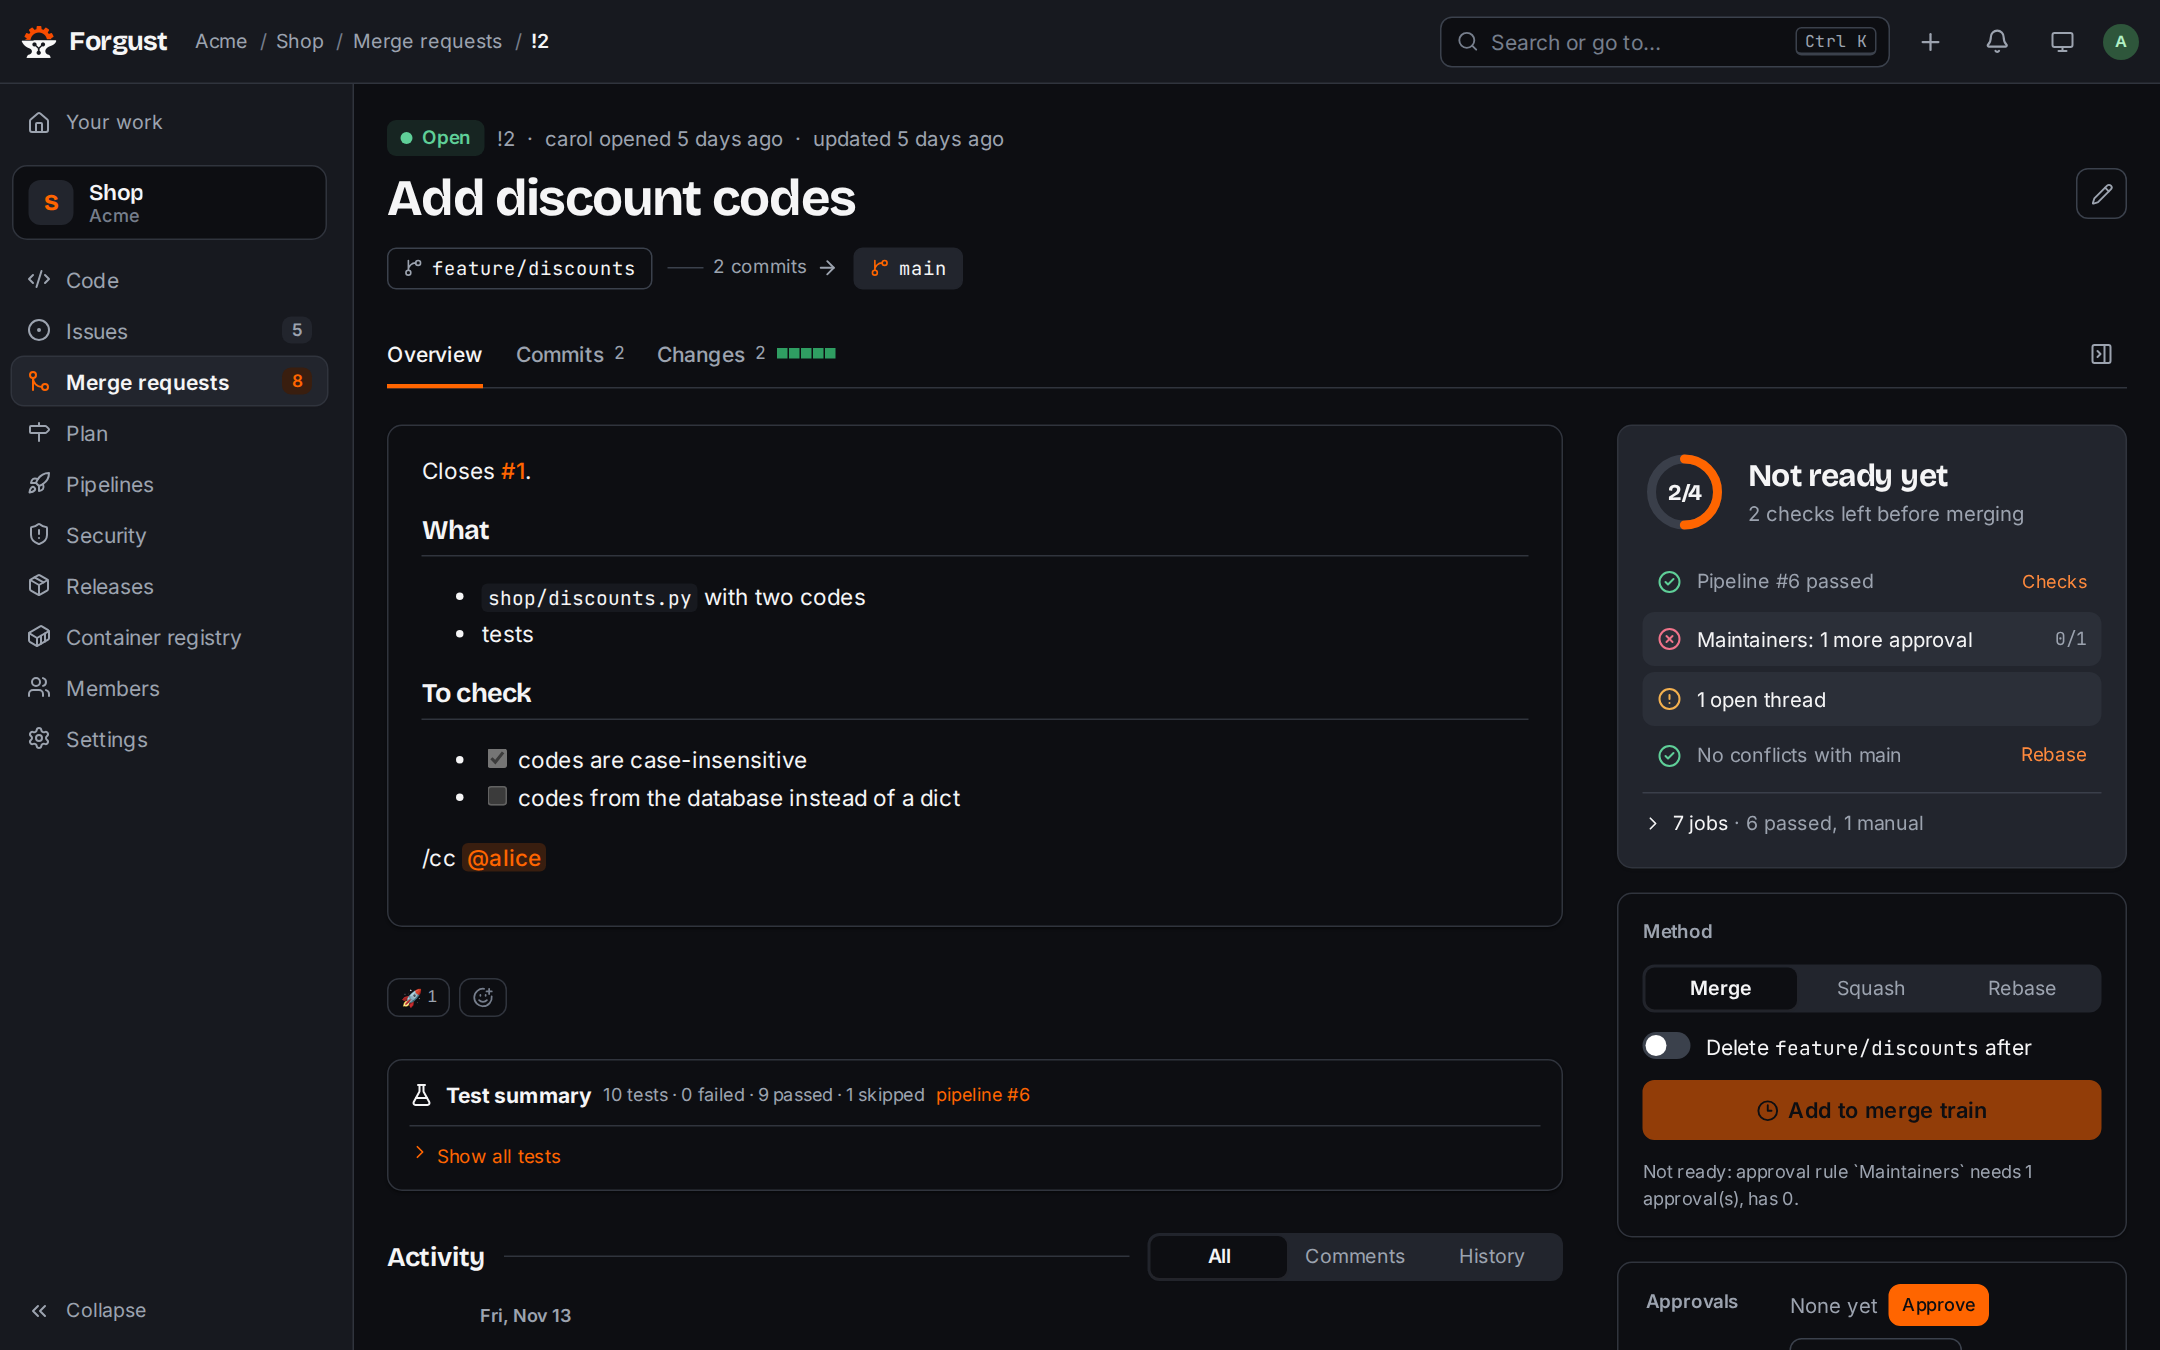 Forgust
Acme / Shop / Merge requests / !2
Search or go to...
Ctrl K
A
Your work
S
Shop
Acme
Code
Issues 5
Merge requests 8
Plan
Pipelines
Security
Releases
Container registry
Members
Settings
Collapse
Open !2 · carol opened 5 days ago · updated 5 days ago
Add discount codes
feature/discounts 2 commits → main
Overview Commits 2 Changes 2
Closes #1.
What
• shop/discounts.py with two codes
• tests
To check
• codes are case-insensitive
• codes from the database instead of a dict
/cc @alice
🚀 1
Test summary 10 tests · 0 failed · 9 passed · 1 skipped pipeline #6
Show all tests
Activity
All Comments History
Fri, Nov 13
2/4
Not ready yet
2 checks left before merging
Pipeline #6 passed Checks
Maintainers: 1 more approval 0/1
1 open thread
No conflicts with main Rebase
7 jobs · 6 passed, 1 manual
Method
Merge Squash Rebase
Delete feature/discounts after
Add to merge train
Not ready: approval rule `Maintainers` needs 1
approval(s), has 0.
Approvals None yet Approve